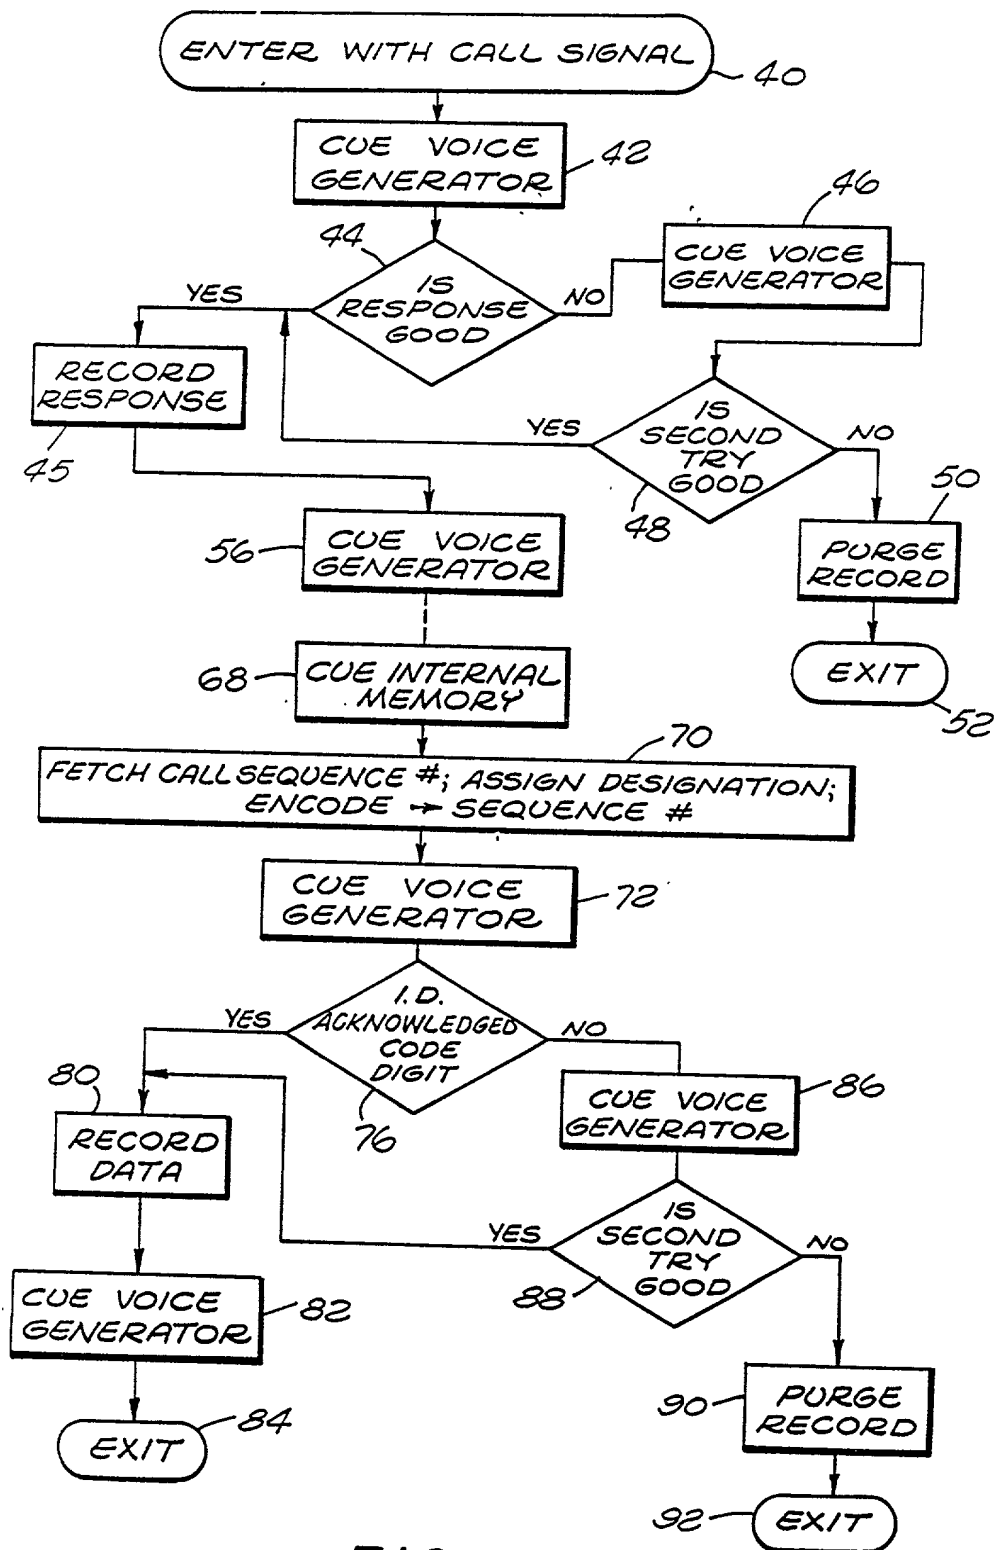 ENTER WITH CALL SIGNAL
40
CUE VOICE
GENERATOR
42
44
IS
RESPONSE
GOOD
YES
NO
46
CUE VOICE
GENERATOR
RECORD
RESPONSE
45
IS
SECOND
TRY
GOOD
YES
NO
48
50
PURGE
RECORD
EXIT
52
56
CUE VOICE
GENERATOR
68
CUE INTERNAL
MEMORY
70
FETCH CALL SEQUENCE #; ASSIGN DESIGNATION;
ENCODE → SEQUENCE #
CUE VOICE
GENERATOR
72
I.D.
ACKNOWLEDGED
CODE
DIGIT
YES
NO
76
80
RECORD
DATA
86
CUE VOICE
GENERATOR
IS
SECOND
TRY
GOOD
YES
NO
88
CUE VOICE
GENERATOR
82
EXIT
84
90
PURGE
RECORD
92
EXIT